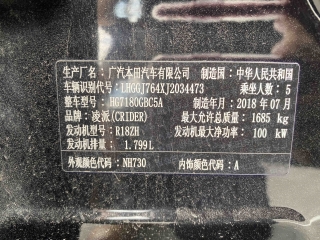 生产厂名：广汽本田汽车有限公司 制造国：中华人民共和国
车辆识别代号：LHGGJ764XJ2034473 乘坐人数：5
整车型号：HG7180GBC5A 制造年月：2018年07月
品牌：凌派(CRIDER) 最大允许总质量：1685 kg
发动机型号：R18ZH 发动机最大净功率：100 kW
发动机排量：1.799L
外观颜色代码：NH730 内饰颜色代码：A